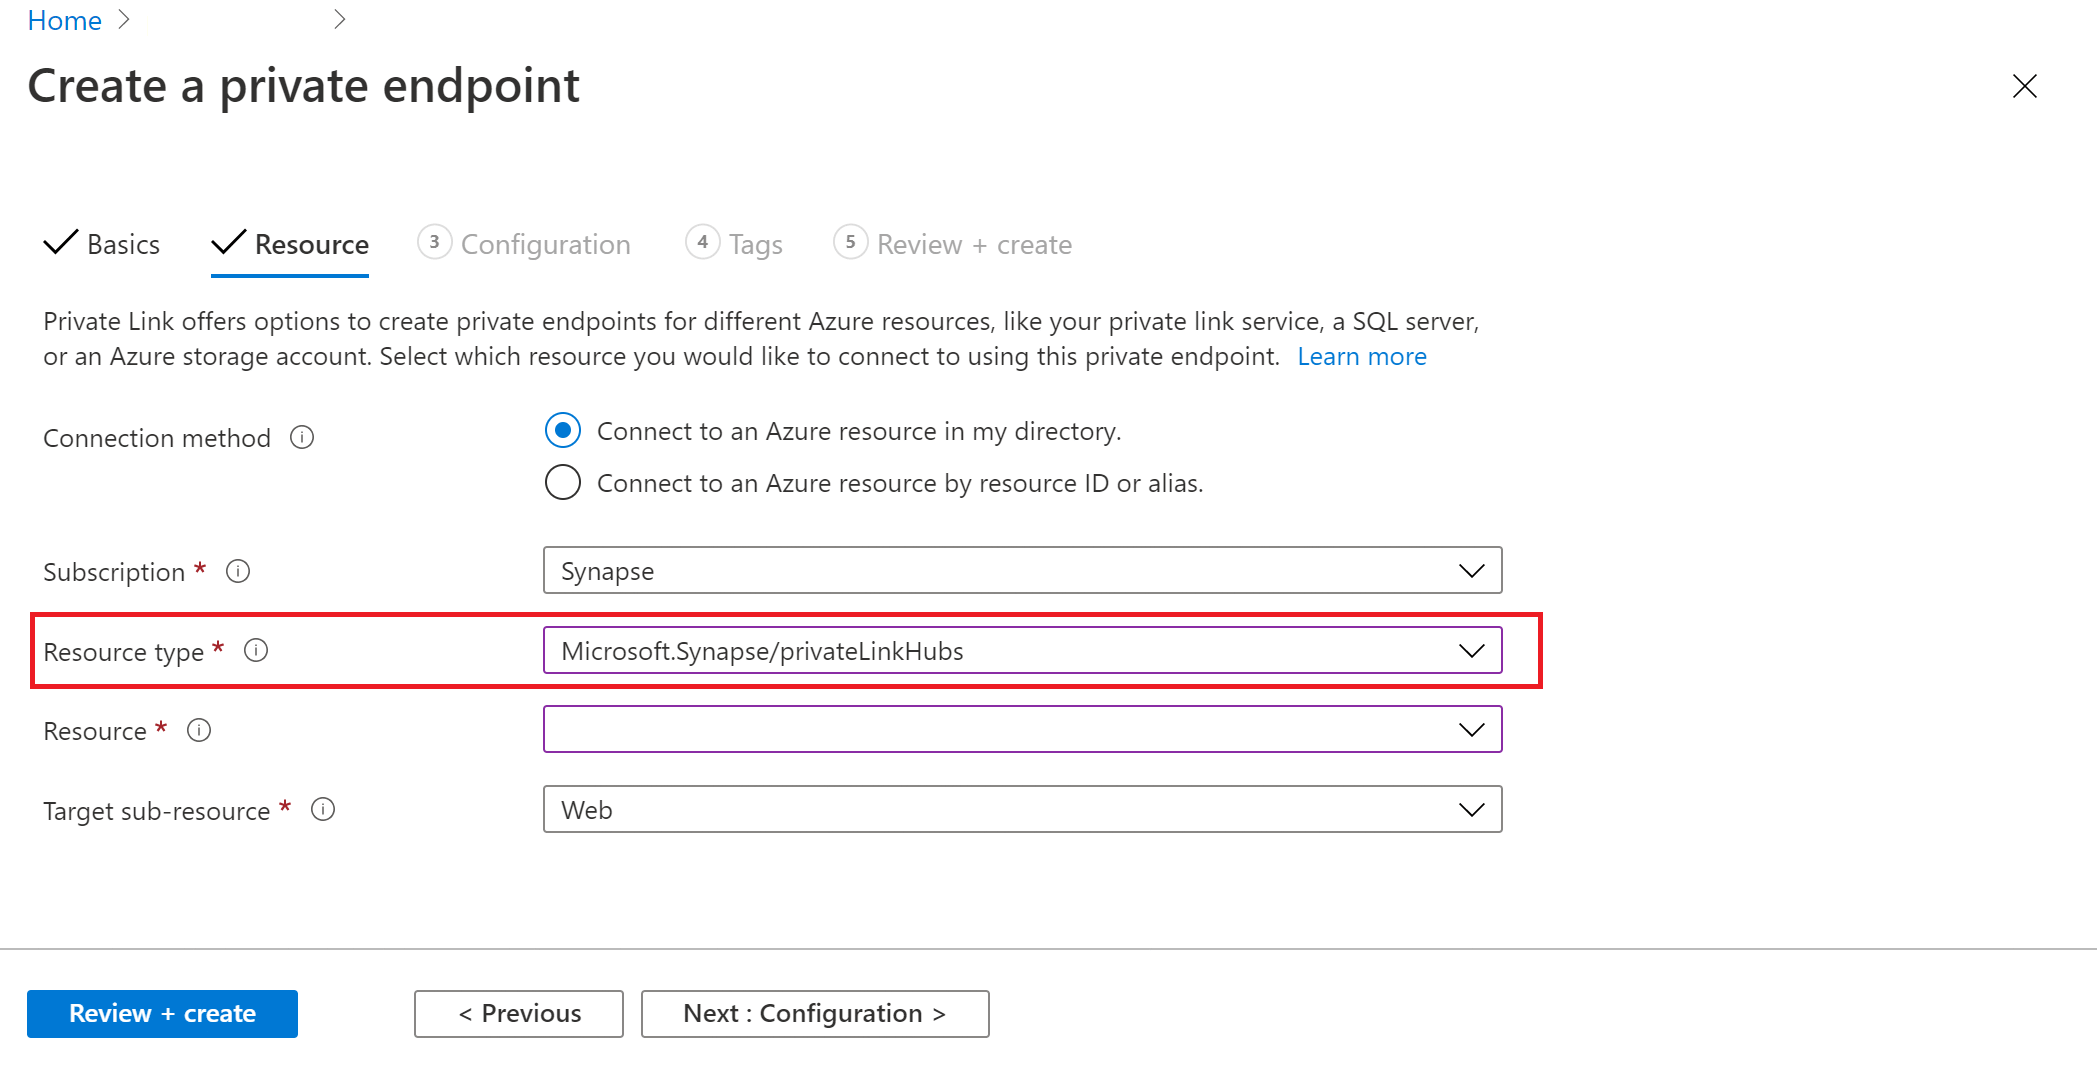 Home
Create a private endpoint
Basics Resource 3 Configuration 4 Tags 5 Review + create
Private Link offers options to create private endpoints for different Azure resources, like your private link service, a SQL server,
or an Azure storage account. Select which resource you would like to connect to using this private endpoint. Learn more
Connection method Connect to an Azure resource in my directory.
Connect to an Azure resource by resource ID or alias.
Subscription * Synapse
Resource type * Microsoft.Synapse/privateLinkHubs
Resource *
Target sub-resource * Web
Review + create < Previous Next : Configuration >